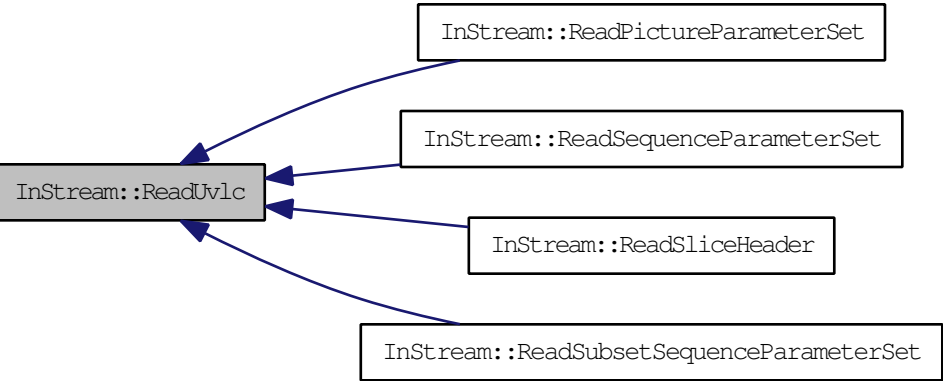 InStream::ReadPictureParameterSet
InStream::ReadSequenceParameterSet
InStream::ReadUvlc
InStream::ReadSliceHeader
InStream::ReadSubsetSequenceParameterSet